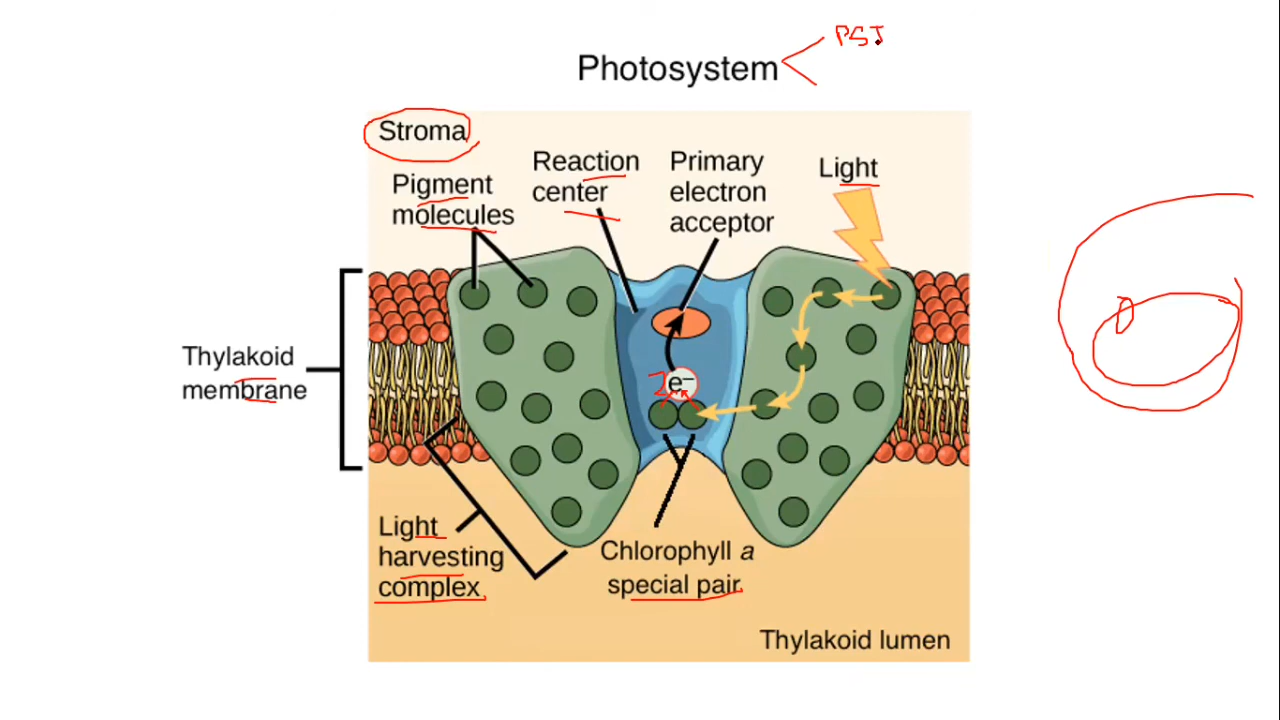 PSI
Photosystem
Stroma
Reaction
center
Primary
electron
acceptor
Light
Pigment
molecules
Thylakoid
membrane
2e⁻
Light
harvesting
complex
Chlorophyll a
special pair
Thylakoid lumen